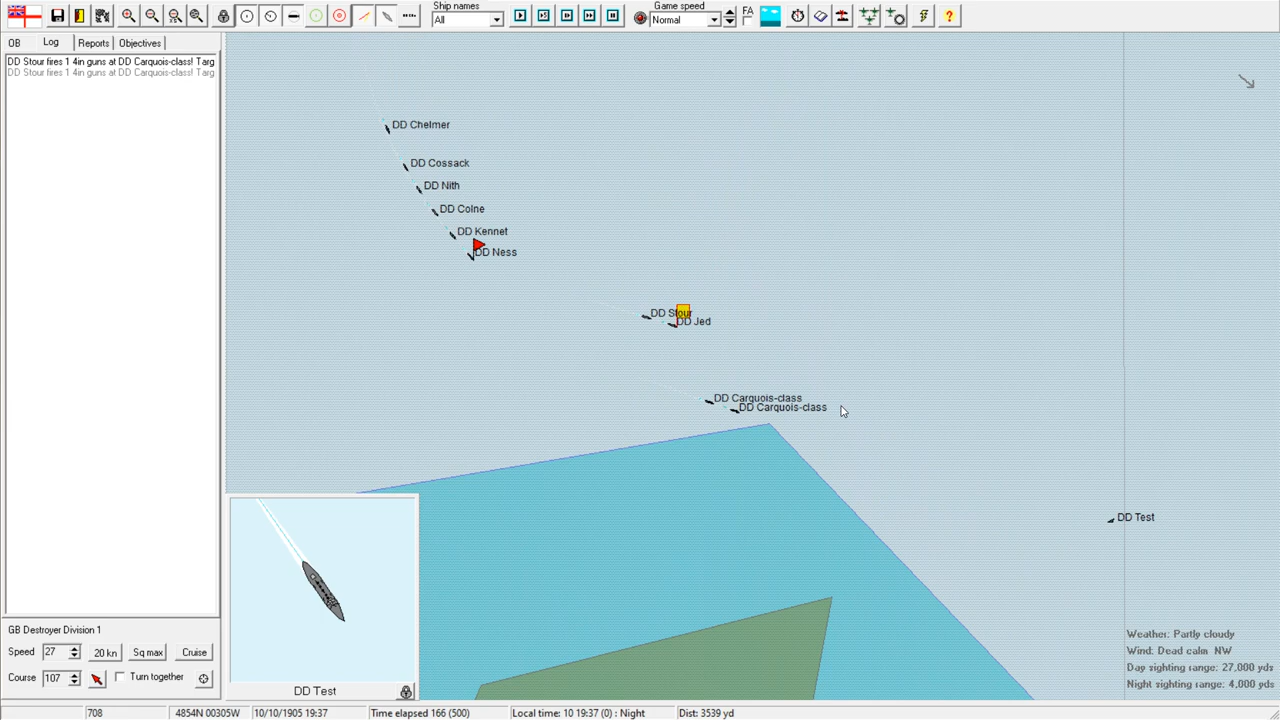 Ship names
Game speed
FA
All
Normal
OB
Log
Reports
Objectives
DD Stour fires 1 4in guns at DD Carquois-class! Targ
DD Stour fires 1 4in guns at DD Carquois-class! Targ
DD Chelmer
DD Cossack
DD Nith
DD Colne
DD Kennet
DD Ness
DD Stour
DD Jed
DD Carquois-class
DD Carquois-class
DD Test
GB Destroyer Division 1
Speed 27 20 kn Sq max Cruise
Course 107 Turn together
DD Test
Weather: Partly cloudy
Wind: Dead calm NW
Day sighting range: 27,000 yds
Night sighting range: 4,000 yds
708 4854N 00305W 10/10/1905 19:37 Time elapsed 166 (500) Local time: 10 19:37 (0) : Night Dist: 3539 yd